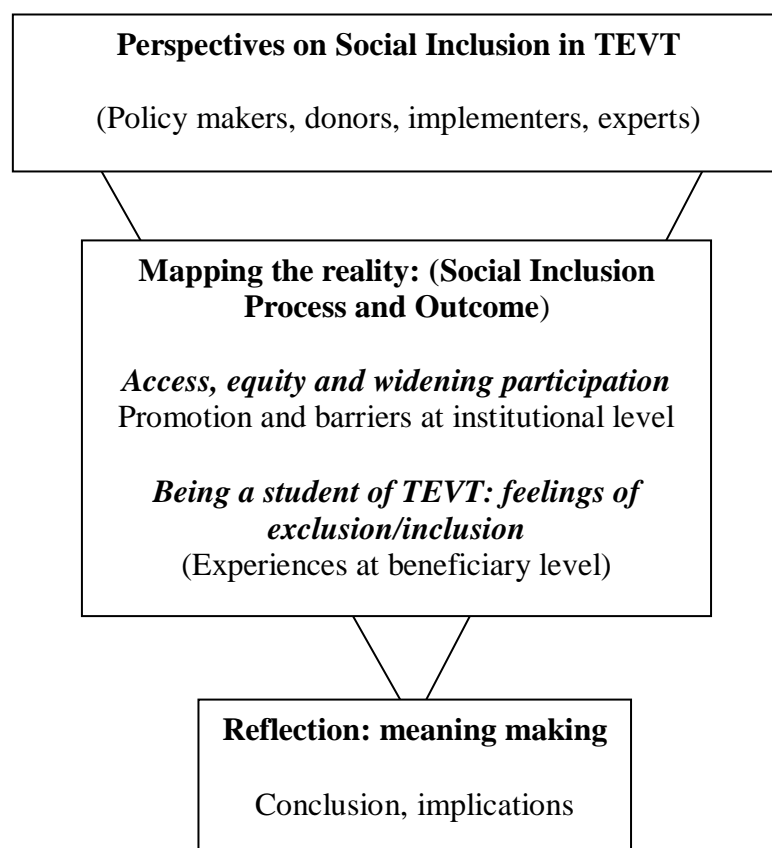 Perspectives on Social Inclusion in TEVT
(Policy makers, donors, implementers, experts)
Mapping the reality: (Social Inclusion
Process and Outcome)
Access, equity and widening participation
Promotion and barriers at institutional level
Being a student of TEVT: feelings of
exclusion/inclusion
(Experiences at beneficiary level)
Reflection: meaning making
Conclusion, implications